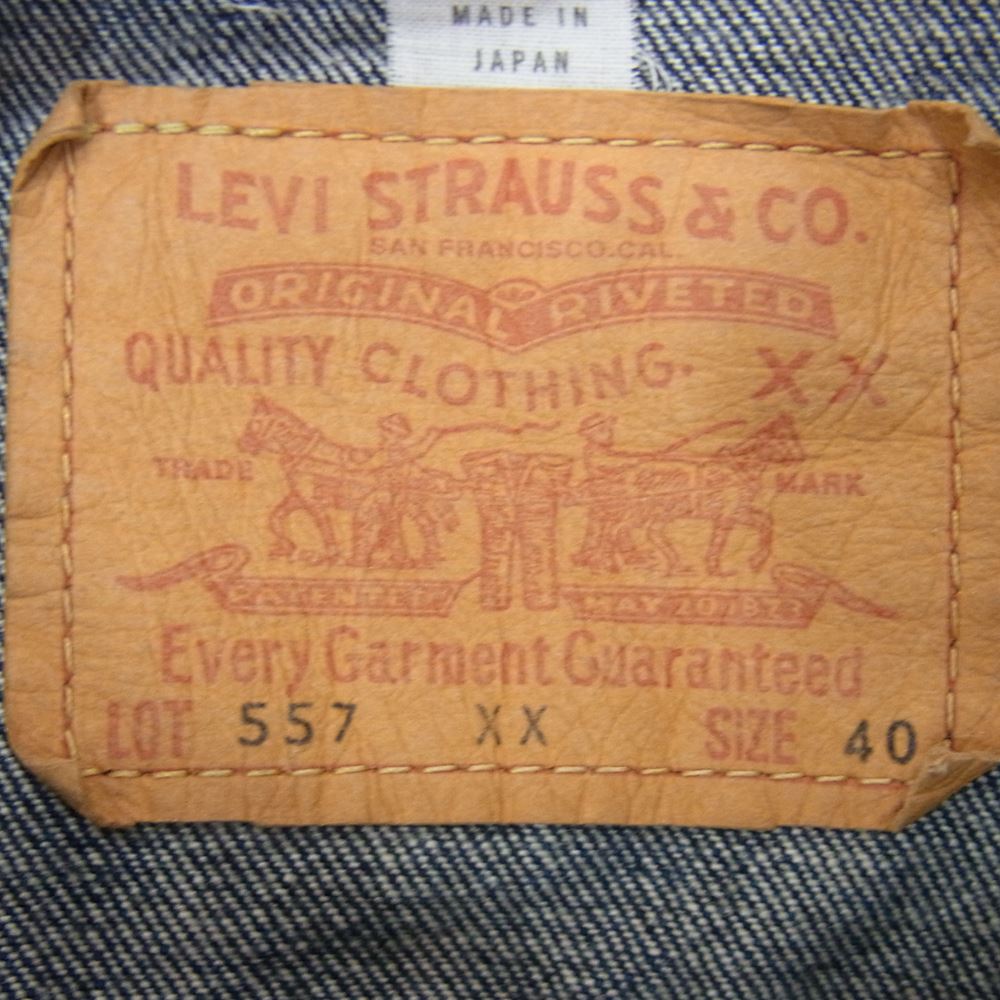 MADE IN
JAPAN
LEVI STRAUSS & CO.
SAN FRANCISCO.CAL.
ORIGINAL RIVETED
QUALITY CLOTHING. XX
TRADE MARK
PATENTED MAY 20 1873
Every Garment Guaranteed
LOT 557 XX SIZE 40